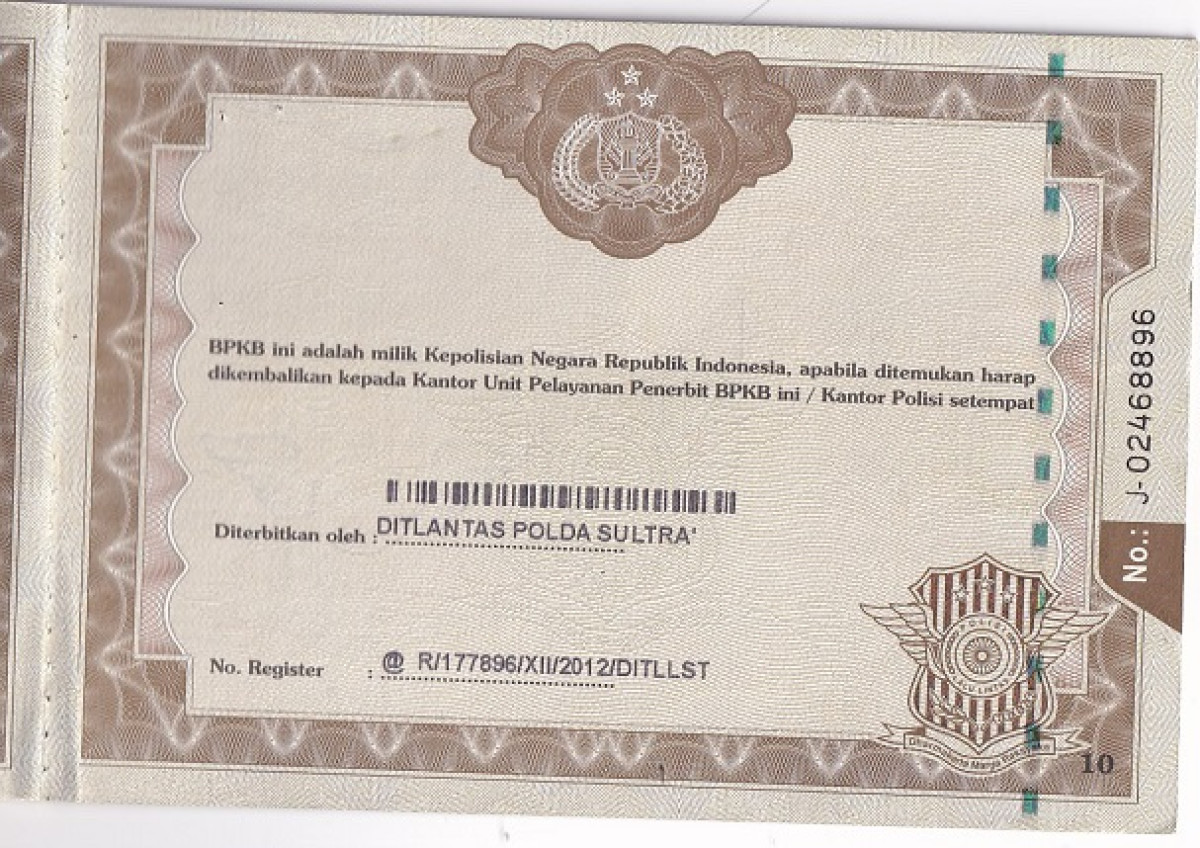 BPKB ini adalah milik Kepolisian Negara Republik Indonesia, apabila ditemukan harap
dikembalikan kepada Kantor Unit Pelayanan Penerbit BPKB ini / Kantor Polisi setempat
Diterbitkan oleh : DITLANTAS POLDA SULTRA'
No. Register : @ R/177896/XII/2012/DITLLST
No.: J-02468896
10